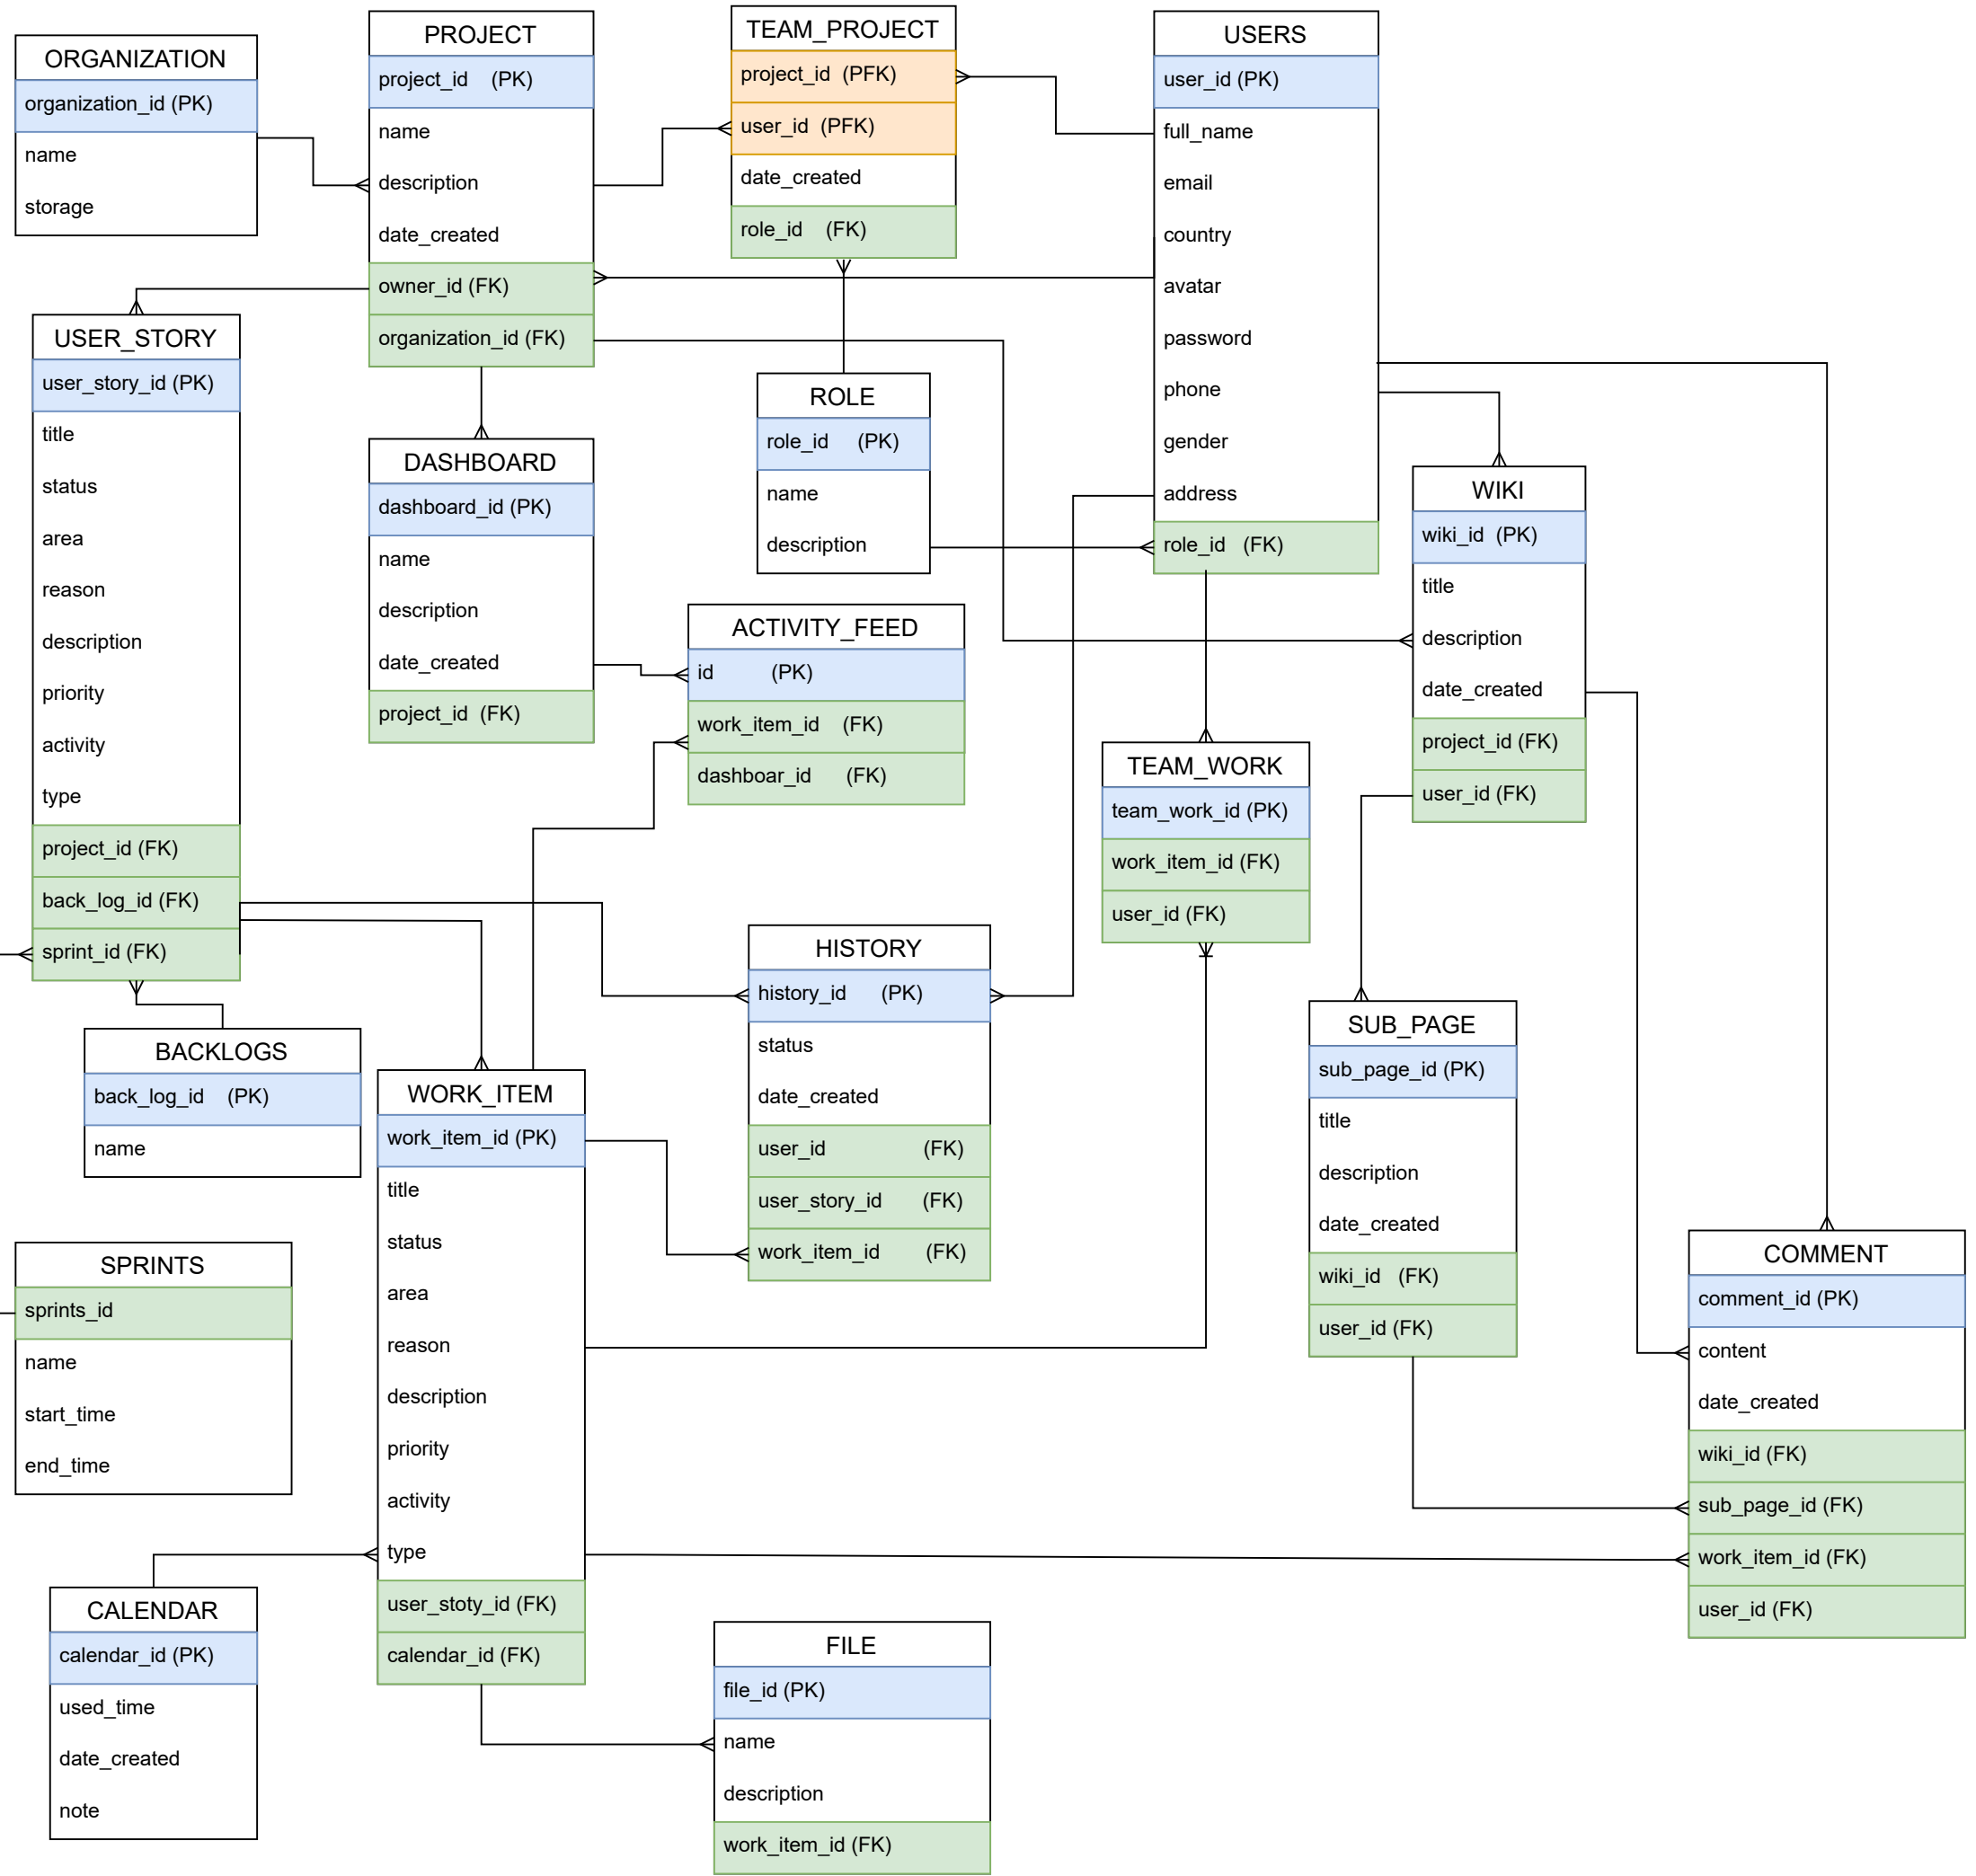 ORGANIZATION
organization_id (PK)
name
storage
PROJECT
project_id (PK)
name
description
date_created
owner_id (FK)
organization_id (FK)
TEAM_PROJECT
project_id (PFK)
user_id (PFK)
date_created
role_id (FK)
USERS
user_id (PK)
full_name
email
country
avatar
password
phone
gender
address
role_id (FK)
USER_STORY
user_story_id (PK)
title
status
area
reason
description
priority
activity
type
project_id (FK)
back_log_id (FK)
sprint_id (FK)
DASHBOARD
dashboard_id (PK)
name
description
date_created
project_id (FK)
ROLE
role_id (PK)
name
description
WIKI
wiki_id (PK)
title
description
date_created
project_id (FK)
user_id (FK)
ACTIVITY_FEED
id (PK)
work_item_id (FK)
dashboar_id (FK)
TEAM_WORK
team_work_id (PK)
work_item_id (FK)
user_id (FK)
HISTORY
history_id (PK)
status
date_created
user_id (FK)
user_story_id (FK)
work_item_id (FK)
SUB_PAGE
sub_page_id (PK)
title
description
date_created
wiki_id (FK)
user_id (FK)
BACKLOGS
back_log_id (PK)
name
WORK_ITEM
work_item_id (PK)
title
status
area
reason
description
priority
activity
type
user_stoty_id (FK)
calendar_id (FK)
SPRINTS
sprints_id
name
start_time
end_time
COMMENT
comment_id (PK)
content
date_created
wiki_id (FK)
sub_page_id (FK)
work_item_id (FK)
user_id (FK)
CALENDAR
calendar_id (PK)
used_time
date_created
note
FILE
file_id (PK)
name
description
work_item_id (FK)